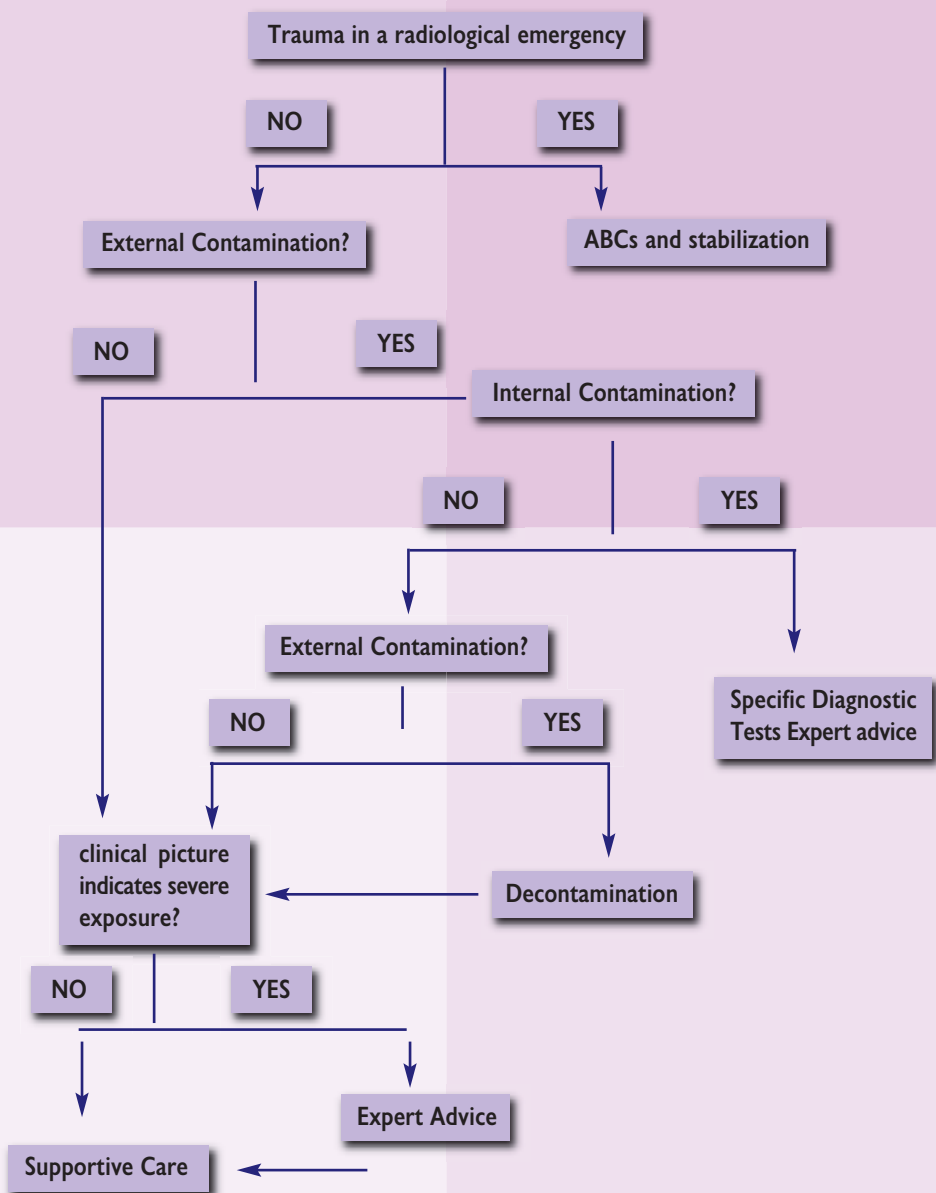 Trauma in a radiological emergency
NO
YES
External Contamination?
ABCs and stabilization
NO
YES
Internal Contamination?
NO
YES
External Contamination?
NO
YES
Specific Diagnostic
Tests Expert advice
clinical picture
indicates severe
exposure?
Decontamination
NO
YES
Expert Advice
Supportive Care